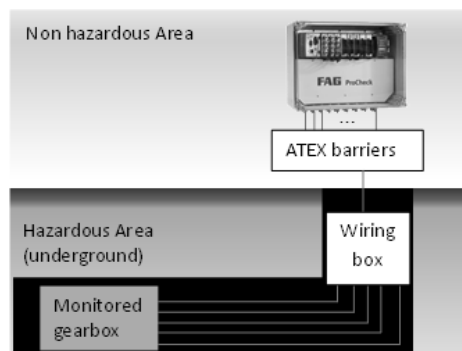 Non hazardous Area
FAG ProCheck
...
ATEX barriers
Hazardous Area
(underground)
Wiring
box
Monitored
gearbox